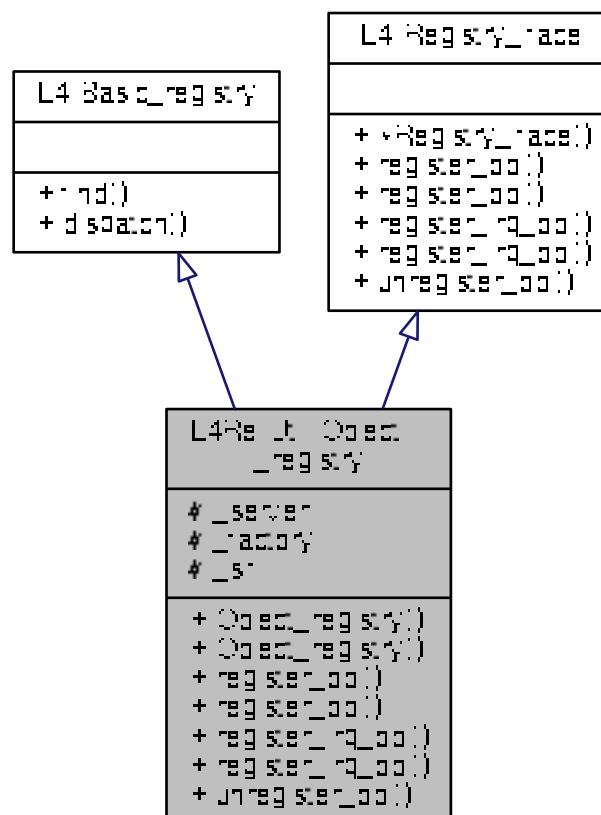 L4::Basic_registry
+ find()
+ dispatch()
L4::Registry_iface
+ ~Registry_iface()
+ register_obj()
+ register_obj()
+ register_irq_obj()
+ register_irq_obj()
+ unregister_obj()
L4Re::Util::Object
_registry
# _server
# _factory
#
+ Object_registry()
+ Object_registry()
+ register_obj()
+ register_obj()
+ register_irq_obj()
+ register_irq_obj()
+ unregister_obj()